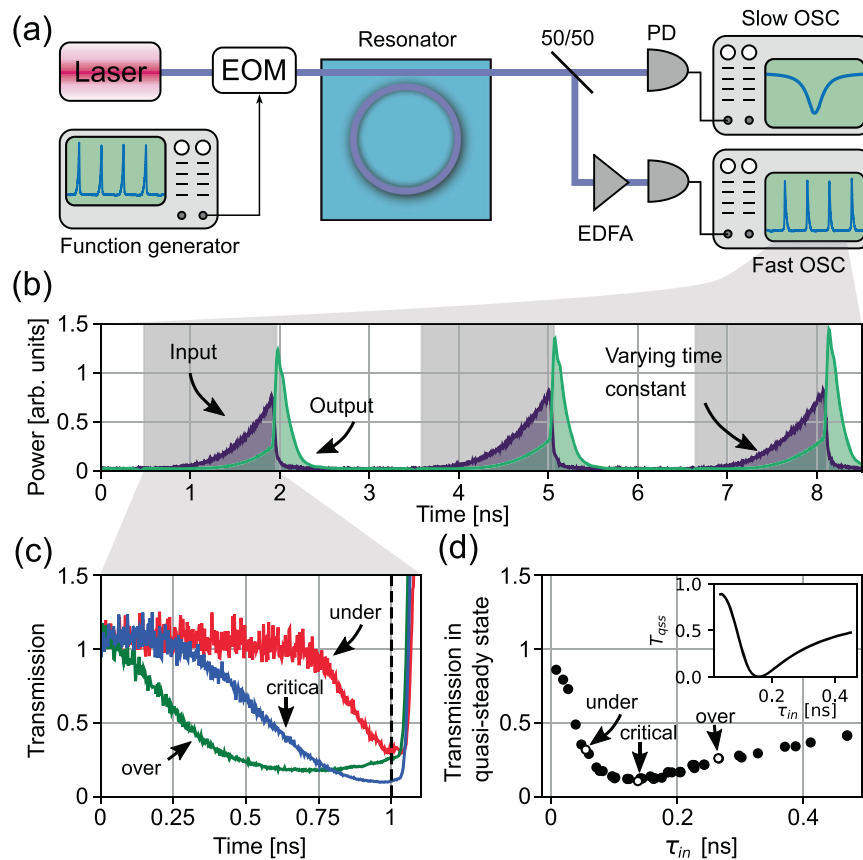 (a)
Laser
EOM
Resonator
50/50
PD
Slow OSC
Function generator
EDFA
Fast OSC
(b)
Power [arb. units]
1.5
1
0.5
0
Input
Output
Varying time
constant
0 1 2 3 4 5 6 7 8
Time [ns]
(c)
Transmission
1.5
1
0.5
0
under
critical
over
0 0.25 0.5 0.75 1
Time [ns]
(d)
Transmission in
quasi-steady state
1.5
1
0.5
0
under
critical
over
0 0.2 0.4
τin [ns]
Tqss
1.0
0.5
0.0
0 0.2 0.4
τin [ns]